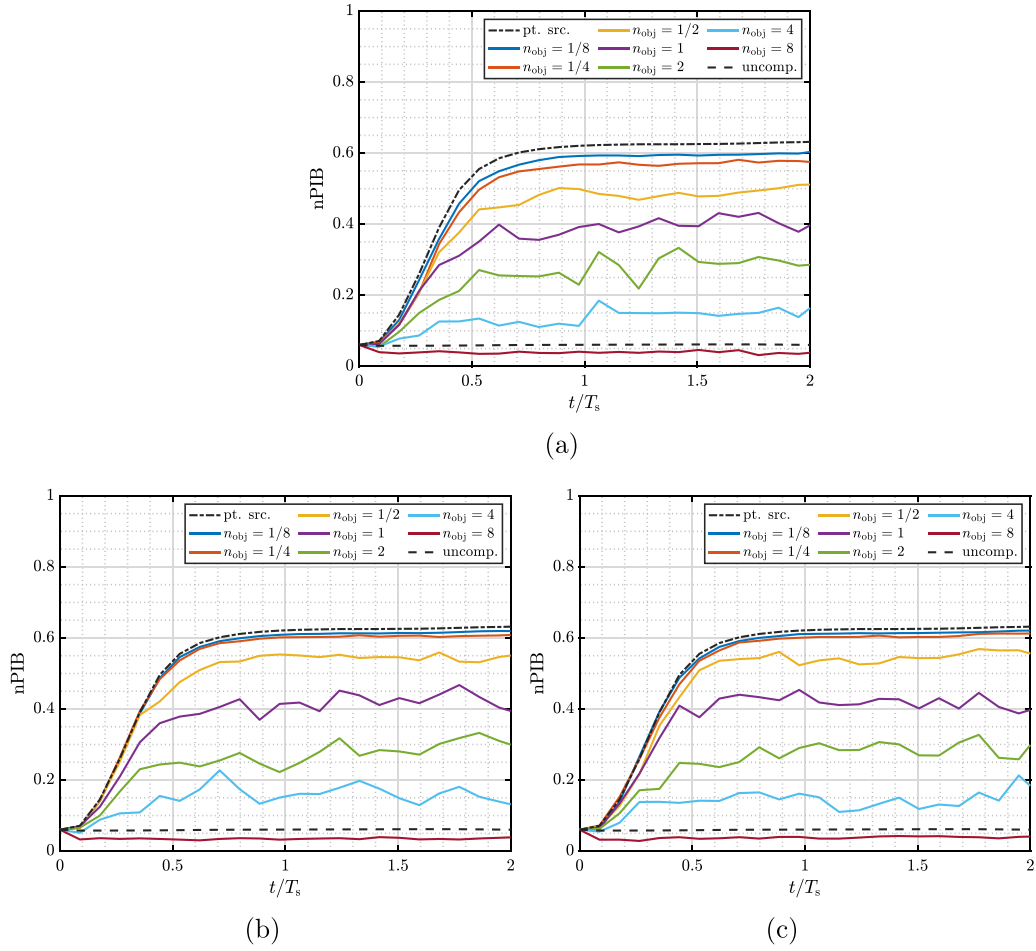 1
0.8
0.6
0.4
0.2
0
nPIB
pt. src. n_obj = 1/2 n_obj = 4
n_obj = 1/8 n_obj = 1 n_obj = 8
n_obj = 1/4 n_obj = 2 uncomp.
0 0.5 1 1.5 2
t/T_s
(a)
1
0.8
0.6
0.4
0.2
0
nPIB
pt. src. n_obj = 1/2 n_obj = 4
n_obj = 1/8 n_obj = 1 n_obj = 8
n_obj = 1/4 n_obj = 2 uncomp.
0 0.5 1 1.5 2
t/T_s
(b)
1
0.8
0.6
0.4
0.2
0
nPIB
pt. src. n_obj = 1/2 n_obj = 4
n_obj = 1/8 n_obj = 1 n_obj = 8
n_obj = 1/4 n_obj = 2 uncomp.
0 0.5 1 1.5 2
t/T_s
(c)